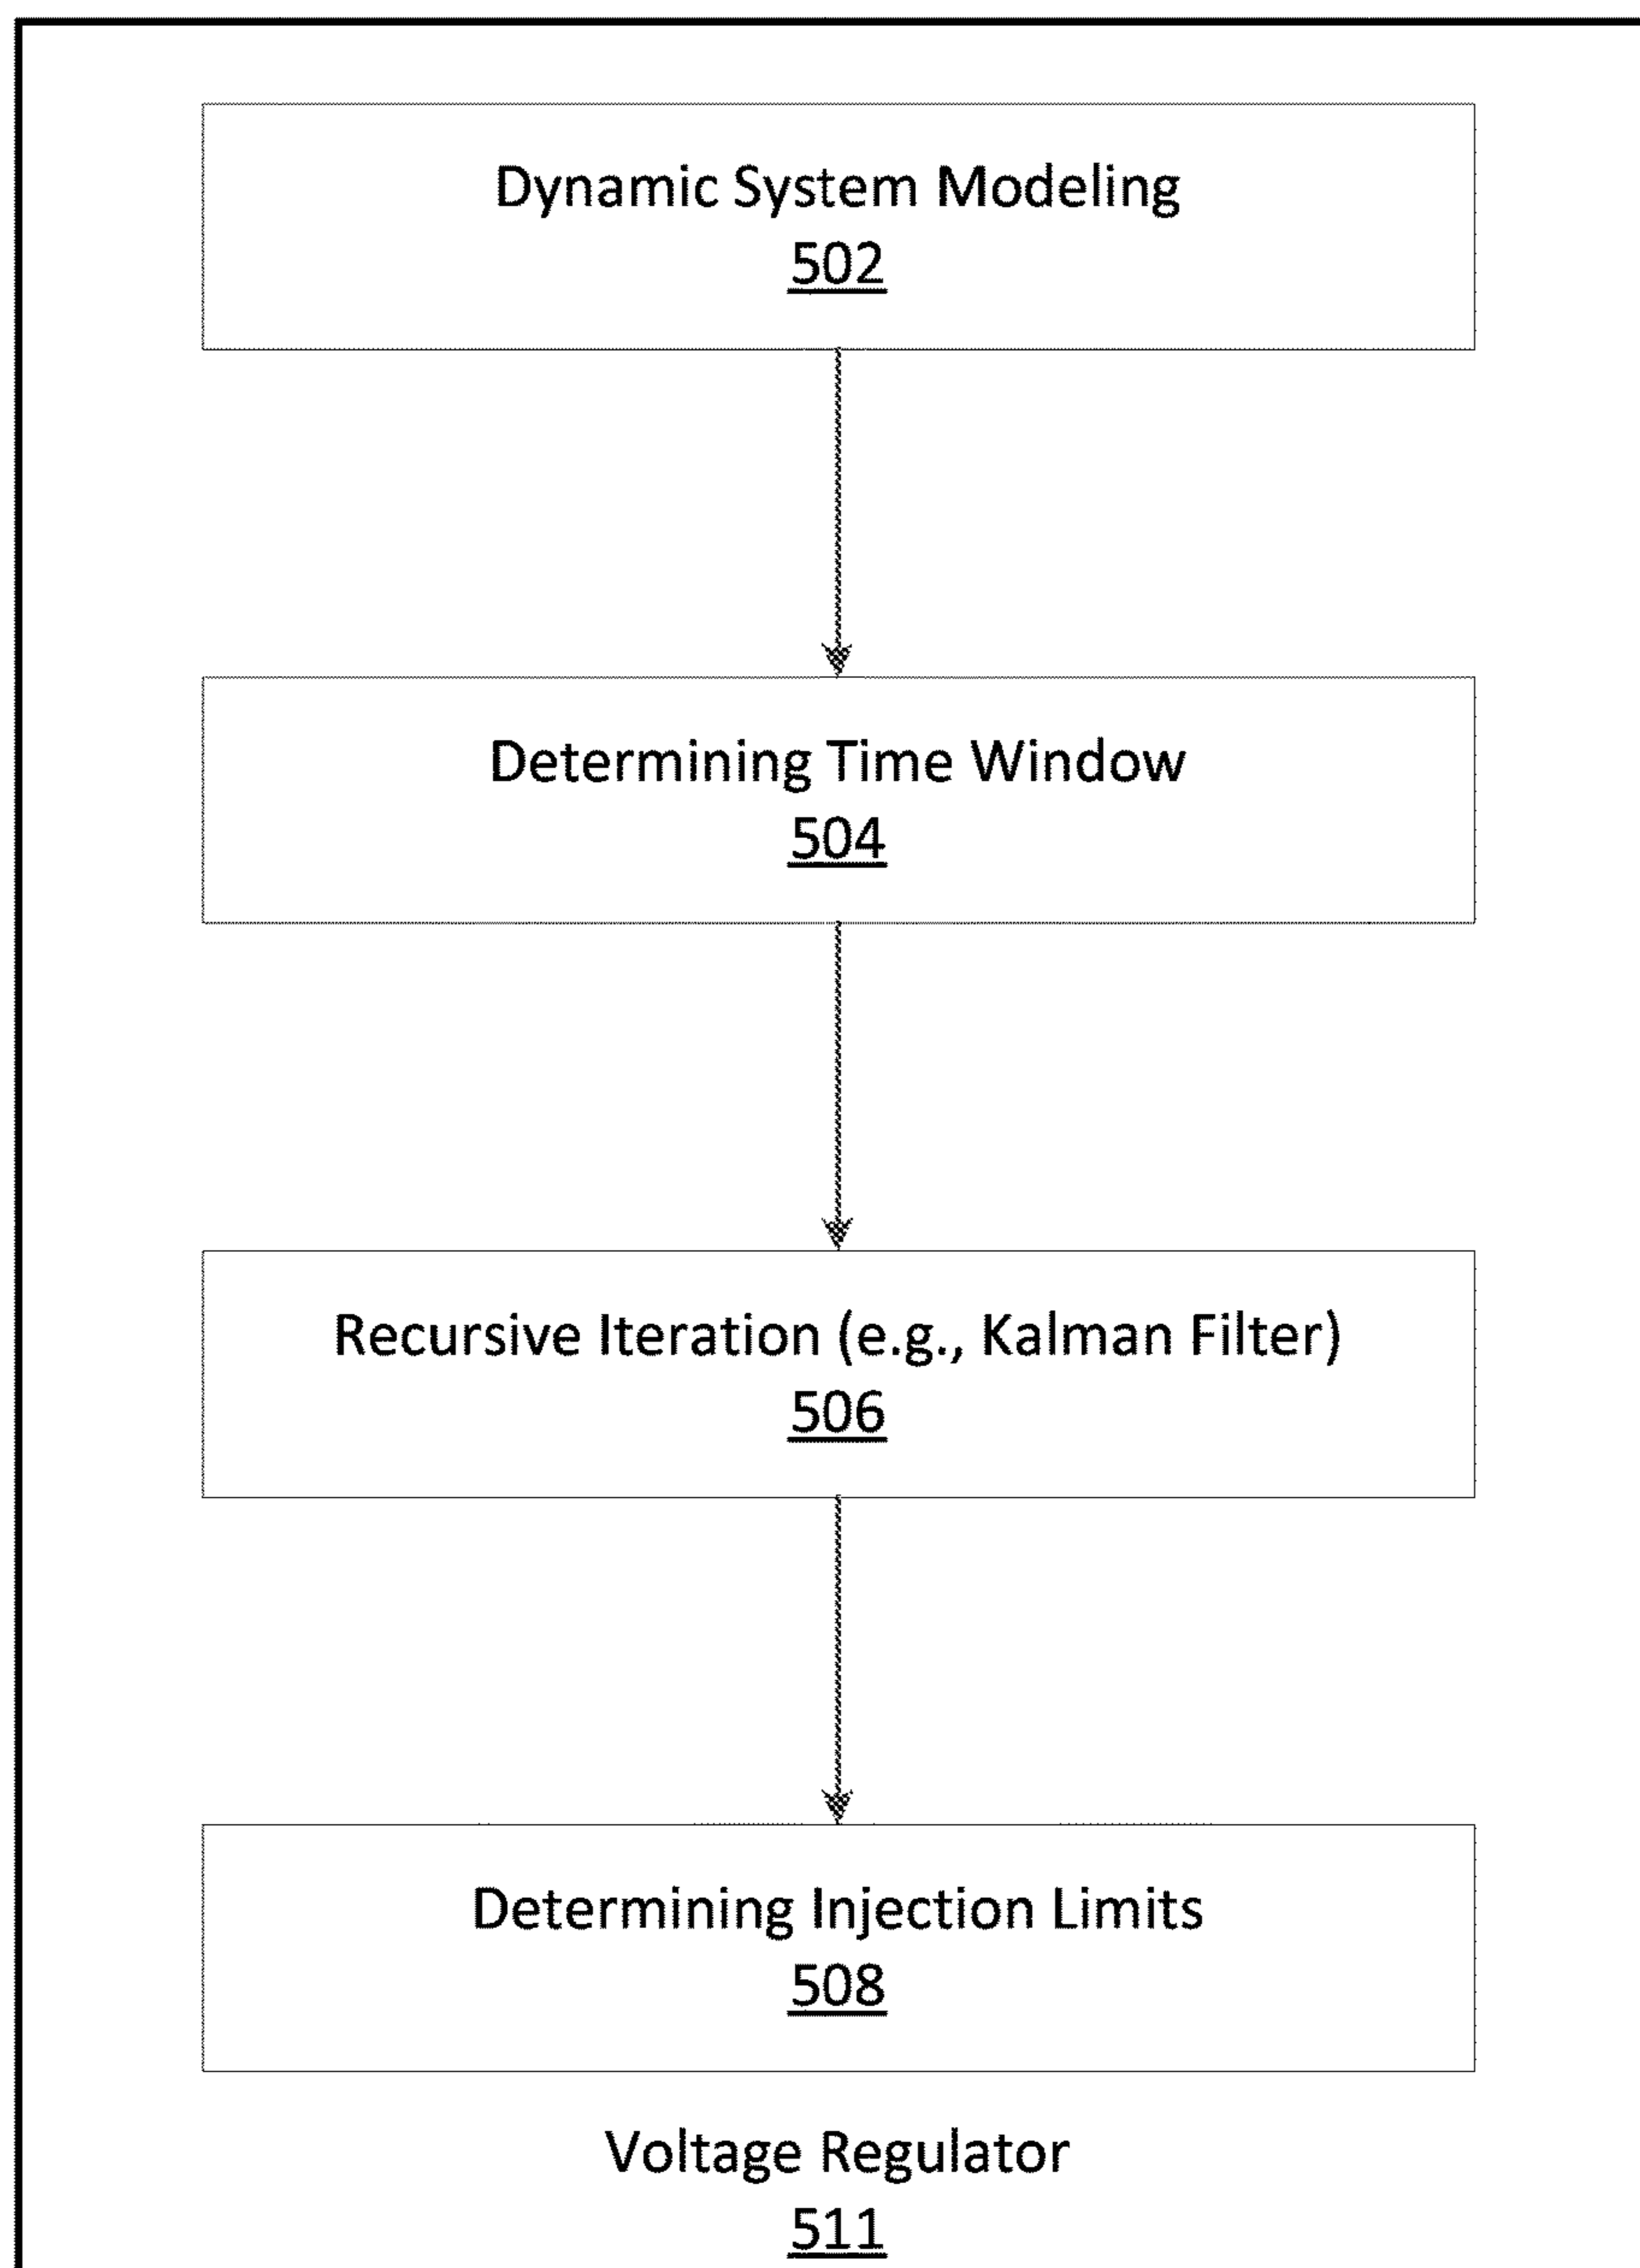 Dynamic System Modeling
502
Determining Time Window
504
Recursive Iteration (e.g., Kalman Filter)
506
Determining Injection Limits
508
Voltage Regulator
511